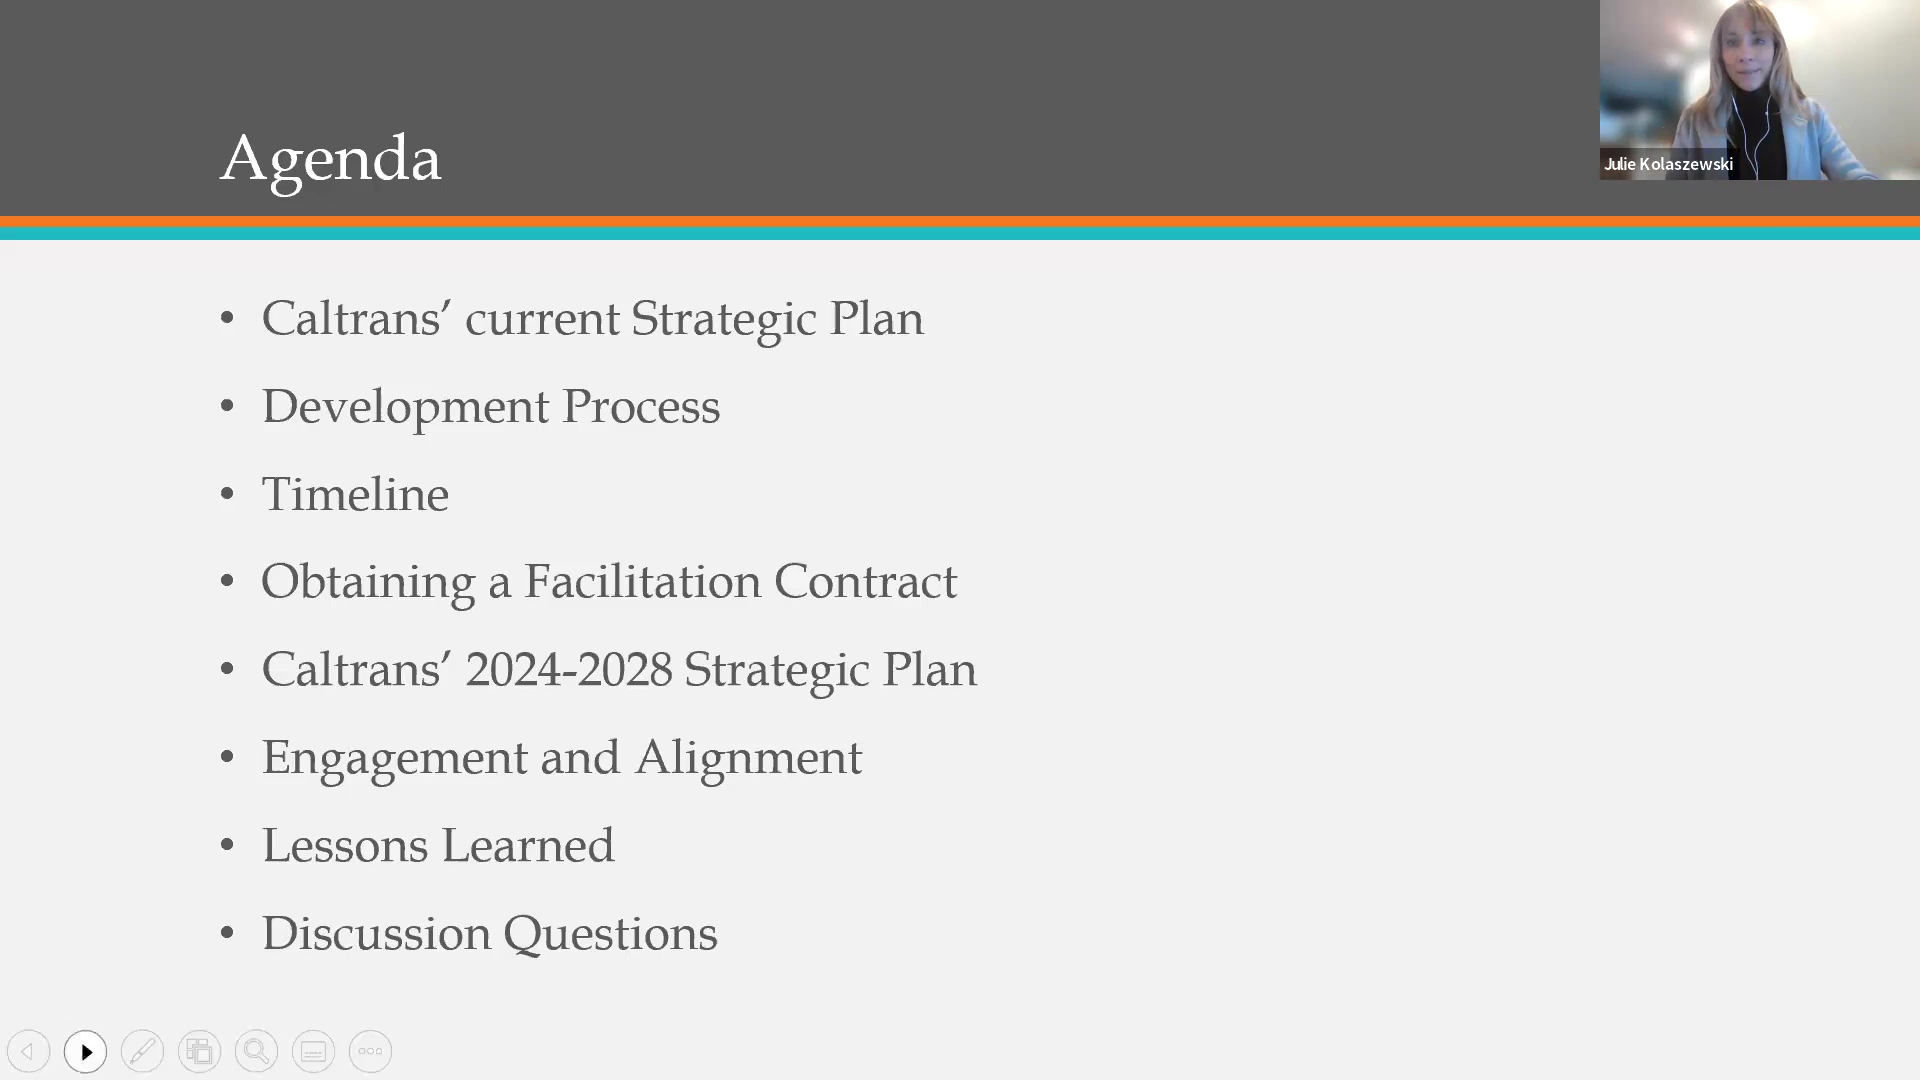 Agenda
Julie Kolaszewski
• Caltrans’ current Strategic Plan
• Development Process
• Timeline
• Obtaining a Facilitation Contract
• Caltrans’ 2024-2028 Strategic Plan
• Engagement and Alignment
• Lessons Learned
• Discussion Questions